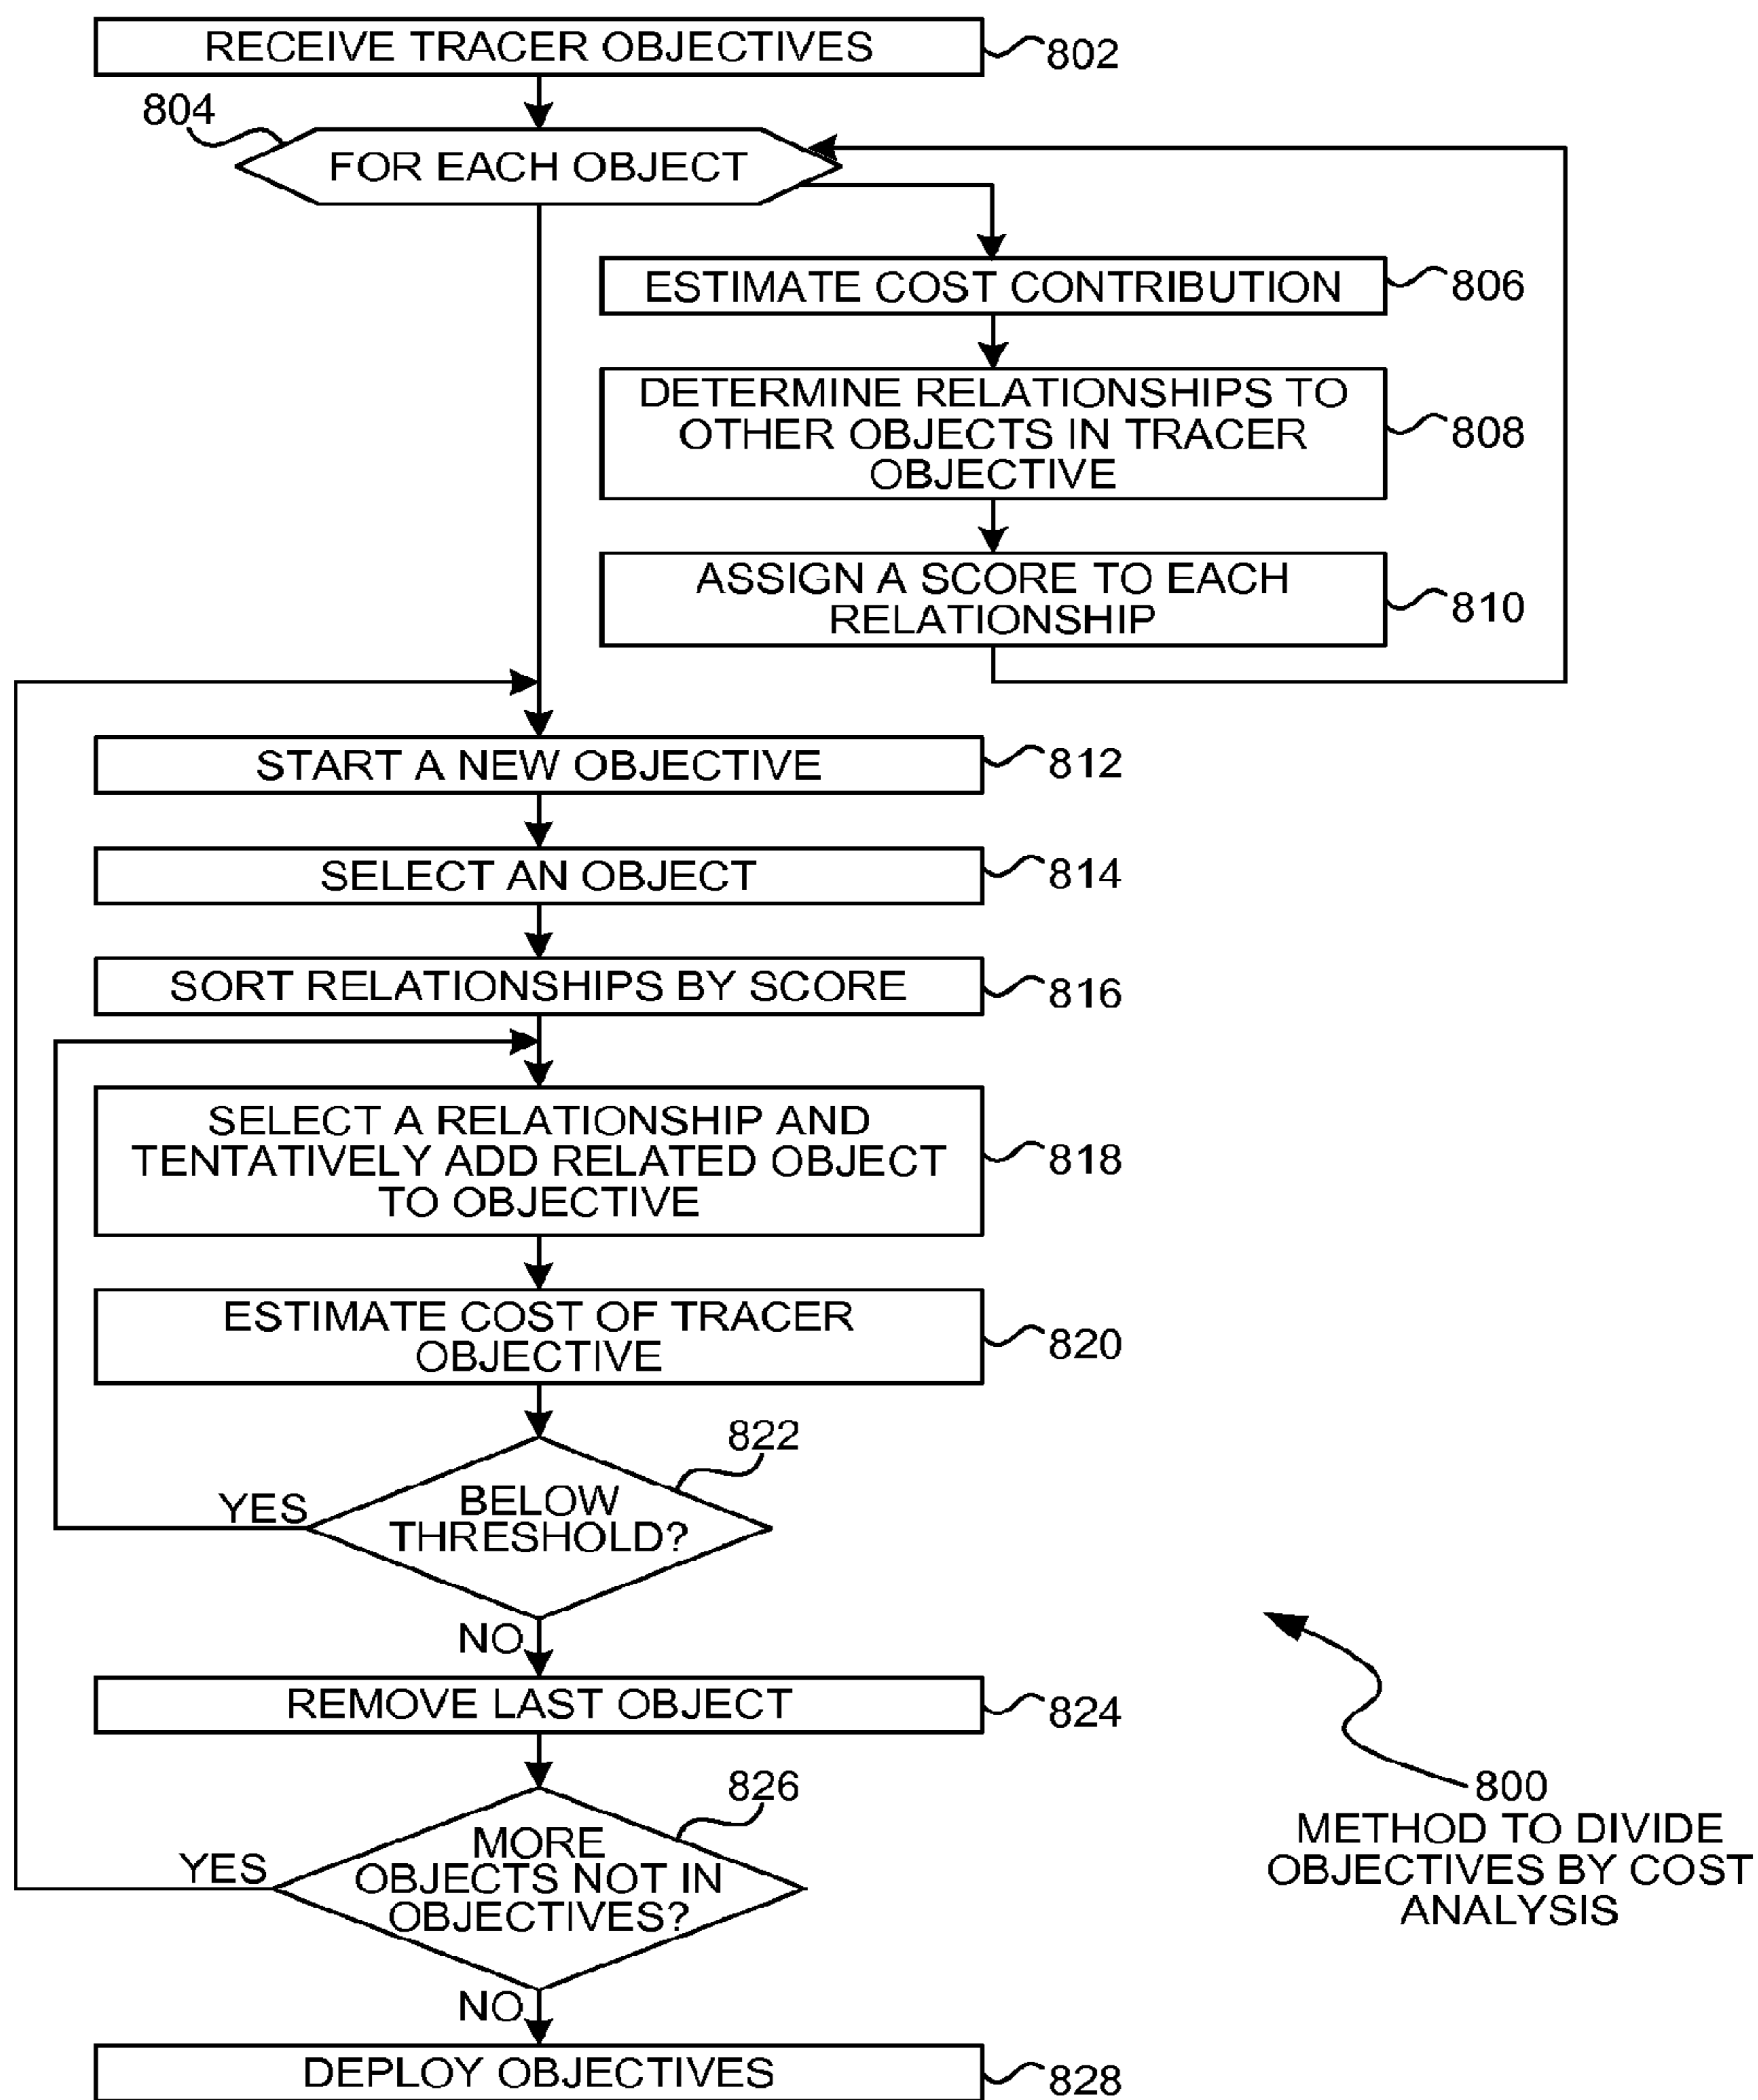 RECEIVE TRACER OBJECTIVES
802
804
FOR EACH OBJECT
ESTIMATE COST CONTRIBUTION
806
DETERMINE RELATIONSHIPS TO
OTHER OBJECTS IN TRACER
OBJECTIVE
808
ASSIGN A SCORE TO EACH
RELATIONSHIP
810
START A NEW OBJECTIVE
812
SELECT AN OBJECT
814
SORT RELATIONSHIPS BY SCORE
816
SELECT A RELATIONSHIP AND
TENTATIVELY ADD RELATED OBJECT
TO OBJECTIVE
818
ESTIMATE COST OF TRACER
OBJECTIVE
820
822
BELOW
THRESHOLD?
YES
NO
REMOVE LAST OBJECT
824
826
MORE
OBJECTS NOT IN
OBJECTIVES?
YES
NO
800
METHOD TO DIVIDE
OBJECTIVES BY COST
ANALYSIS
DEPLOY OBJECTIVES
828